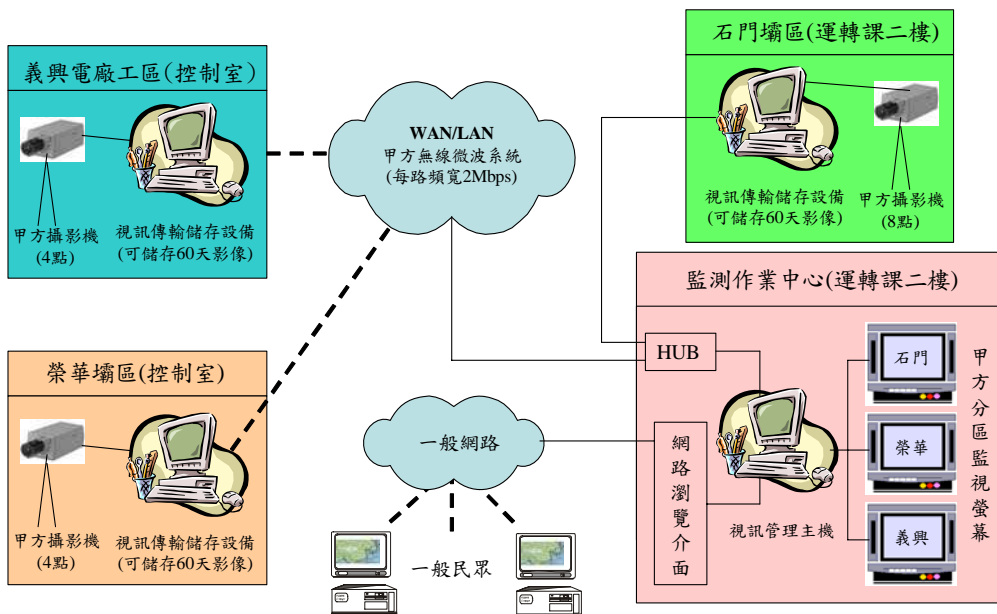 義興電廠工區(控制室)
甲方攝影機
(4點)
視訊傳輸儲存設備
(可儲存60天影像)
WAN/LAN
甲方無線微波系統
(每路頻寬2Mbps)
石門壩區(運轉課二樓)
視訊傳輸儲存設備
(可儲存60天影像)
甲方攝影機
(8點)
榮華壩區(控制室)
甲方攝影機
(4點)
視訊傳輸儲存設備
(可儲存60天影像)
一般網路
一般民眾
監測作業中心(運轉課二樓)
HUB
網路瀏覽介面
視訊管理主機
石門
榮華
義興
甲方分區監視螢幕